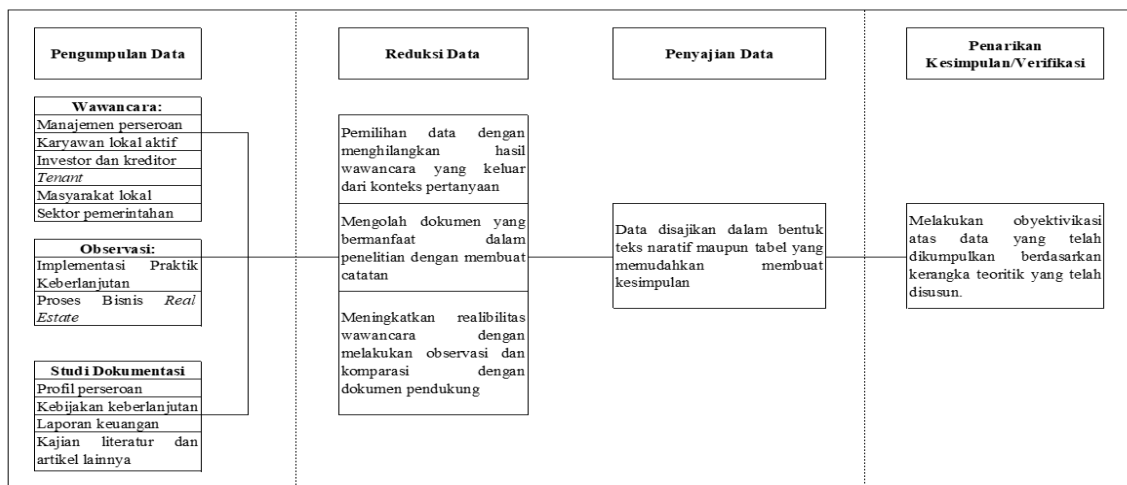 Pengumpulan Data
Wawancara:
Manajemen perseroan
Karyawan lokal aktif
Investor dan kreditor
Tenant
Masyarakat lokal
Sektor pemerintahan
Observasi:
Implementasi Praktik
Keberlanjutan
Proses Bisnis Real
Estate
Studi Dokumentasi
Profil perseroan
Kebijakan keberlanjutan
Laporan keuangan
Kajian literatur dan
artikel lainnya
Reduksi Data
Pemilihan data dengan
menghilangkan hasil
wawancara yang keluar
dari konteks pertanyaan
Mengolah dokumen yang
bermanfaat dalam
penelitian dengan membuat
catatan
Meningkatkan realibilitas
wawancara dengan
melakukan observasi dan
komparasi dengan
dokumen pendukung
Penyajian Data
Data disajikan dalam bentuk
teks naratif maupun tabel yang
memudahkan membuat
kesimpulan
Penarikan
Kesimpulan/Verifikasi
Melakukan obyektivikasi
atas data yang telah
dikumpulkan berdasarkan
kerangka teoritik yang telah
disusun.